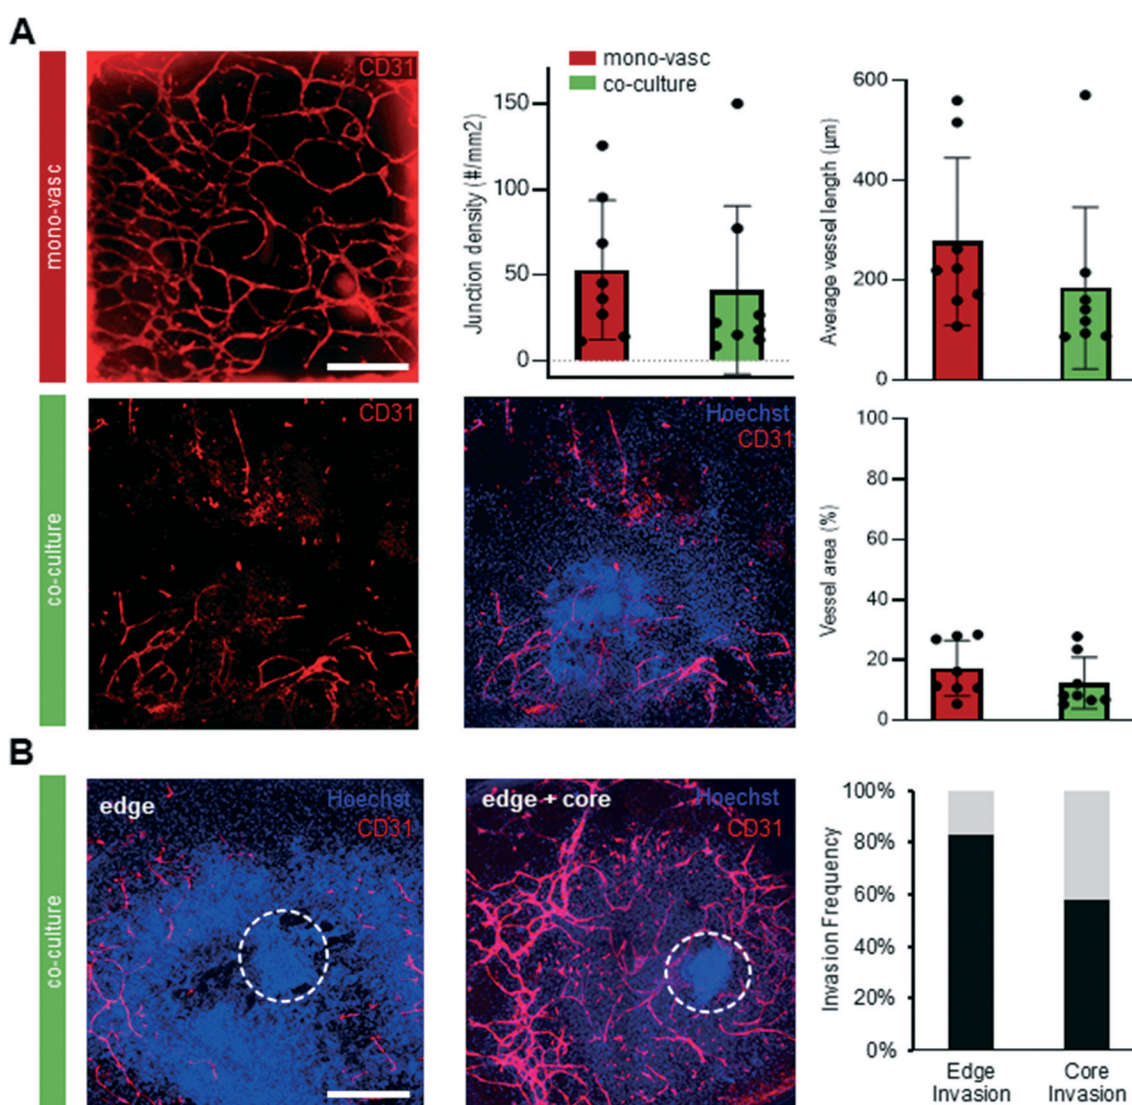 A
mono-vasc
CD31
mono-vasc
co-culture
Junction density (#/mm2)
150
100
50
0
Average vessel length (µm)
600
400
200
0
co-culture
CD31
Hoechst
CD31
Vessel area (%)
100
80
60
40
20
0
B
co-culture
edge
Hoechst
CD31
edge + core
Hoechst
CD31
Invasion Frequency
100%
80%
60%
40%
20%
0%
Edge
Invasion
Core
Invasion